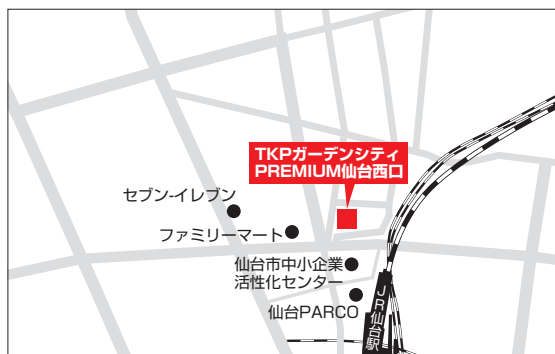 TKPガーデンシティ
PREMIUM仙台西口
セブン-イレブン
ファミリーマート
仙台市中小企業
活性化センター
仙台PARCO
JR仙台駅